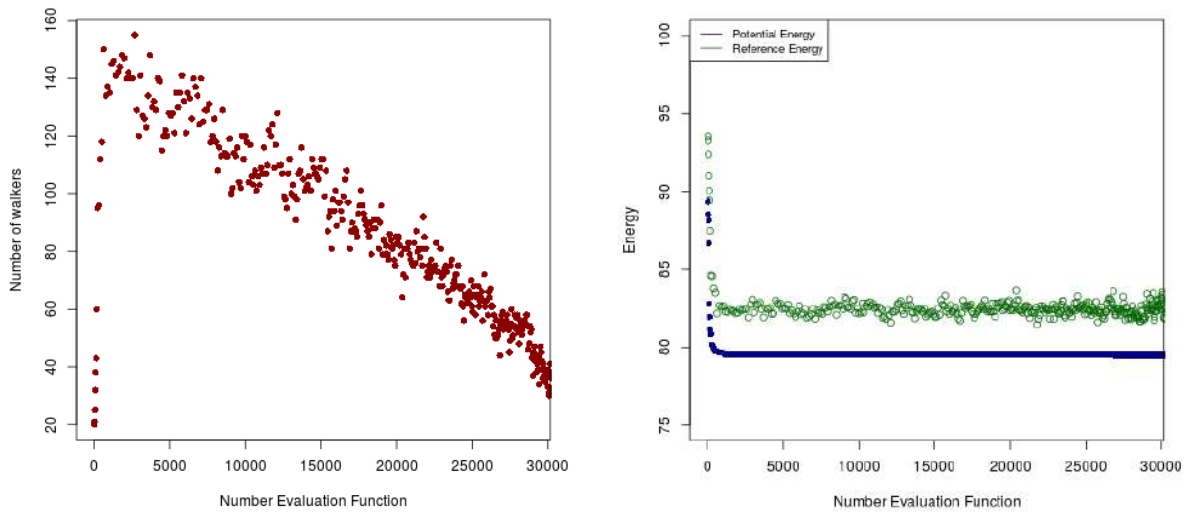 Number of walkers
160
140
120
100
80
60
40
20
0 5000 10000 15000 20000 25000 30000
Number Evaluation Function
Potential Energy
Reference Energy
Energy
100
95
90
85
80
75
0 5000 10000 15000 20000 25000 30000
Number Evaluation Function